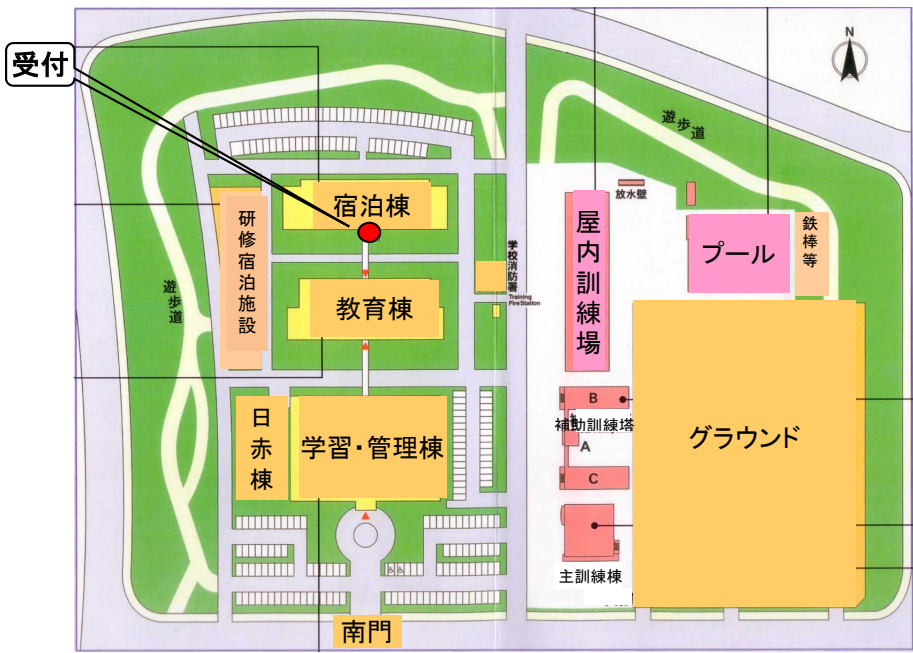 受付
N
遊歩道
放水壁
宿泊棟
研修宿泊施設
屋内訓練場
プール
鉄棒等
学校消防署
Training
Fire Station
教育棟
遊歩道
日赤棟
学習・管理棟
B
補助訓練塔
A
C
グラウンド
主訓練棟
南門